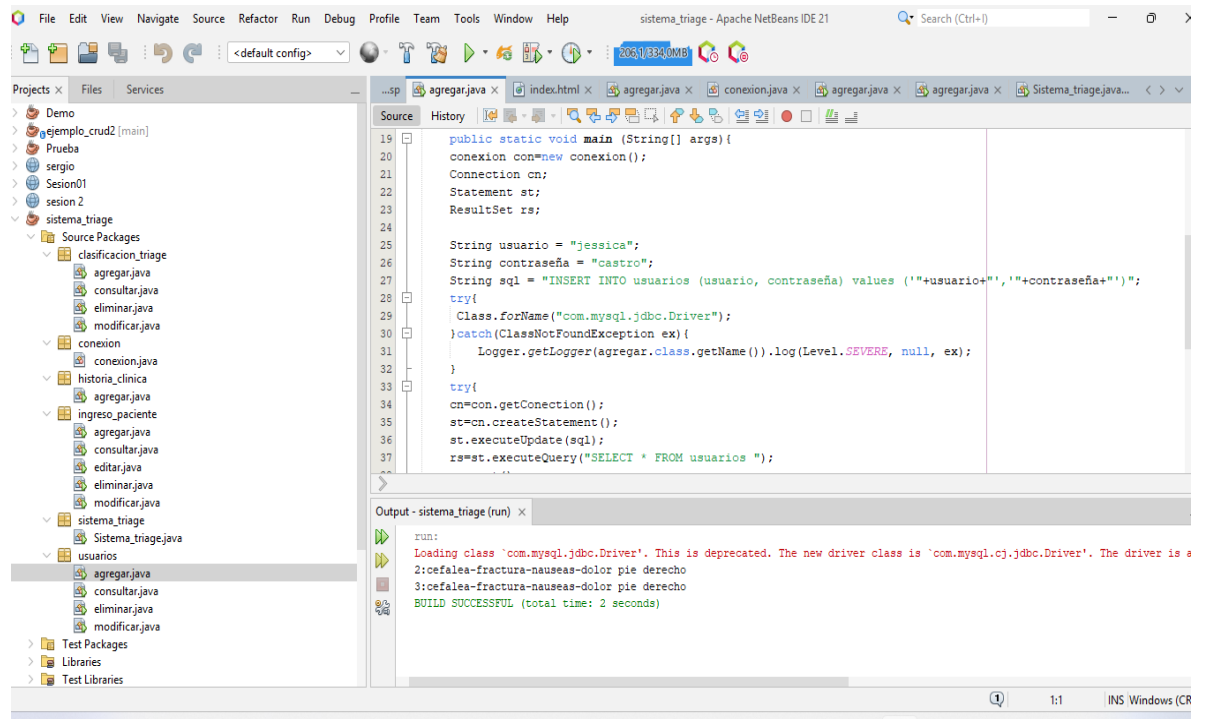 File Edit View Navigate Source Refactor Run Debug Profile Team Tools Window Help sistema_triage - Apache NetBeans IDE 21 Search (Ctrl+I)
<default config> 206,1/334,0MB
Projects Files Services
Demo
ejemplo_crud2 [main]
Prueba
sergio
Sesion01
sesion 2
sistema_triage
Source Packages
clasificacion_triage
agregar.java
consultar.java
eliminar.java
modificar.java
conexion
conexion.java
historia_clinica
agregar.java
ingreso_paciente
agregar.java
consultar.java
editar.java
eliminar.java
modificar.java
sistema_triage
Sistema_triage.java
usuarios
agregar.java
consultar.java
eliminar.java
modificar.java
Test Packages
Libraries
Test Libraries
...sp agregar.java index.html agregar.java conexion.java agregar.java agregar.java Sistema_triage.java...
Source History
19 public static void main (String[] args){
20 conexion con=new conexion();
21 Connection cn;
22 Statement st;
23 ResultSet rs;
24
25 String usuario = "jessica";
26 String contraseña = "castro";
27 String sql = "INSERT INTO usuarios (usuario, contraseña) values ('"+usuario+"','"+contraseña+"')";
28 try{
29 Class.forName("com.mysql.jdbc.Driver");
30 }catch(ClassNotFoundException ex){
31 Logger.getLogger(agregar.class.getName()).log(Level.SEVERE, null, ex);
32 }
33 try{
34 cn=con.getConection();
35 st=cn.createStatement();
36 st.executeUpdate(sql);
37 rs=st.executeQuery("SELECT * FROM usuarios ");
Output - sistema_triage (run)
run:
Loading class `com.mysql.jdbc.Driver'. This is deprecated. The new driver class is `com.mysql.cj.jdbc.Driver'. The driver is a
2:cefalea-fractura-nauseas-dolor pie derecho
3:cefalea-fractura-nauseas-dolor pie derecho
BUILD SUCCESSFUL (total time: 2 seconds)
1 1:1 INS Windows (CR